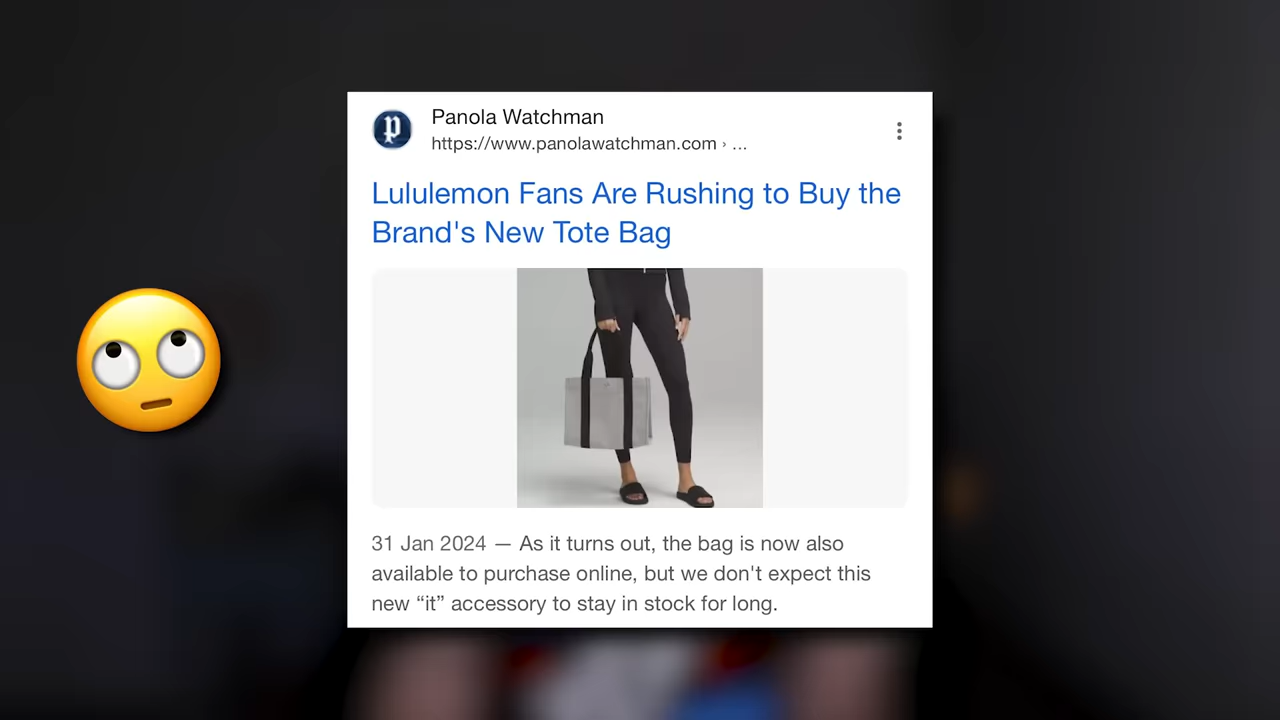 Panola Watchman
https://www.panolawatchman.com › ...
Lululemon Fans Are Rushing to Buy the
Brand's New Tote Bag
31 Jan 2024 — As it turns out, the bag is now also
available to purchase online, but we don't expect this
new “it” accessory to stay in stock for long.